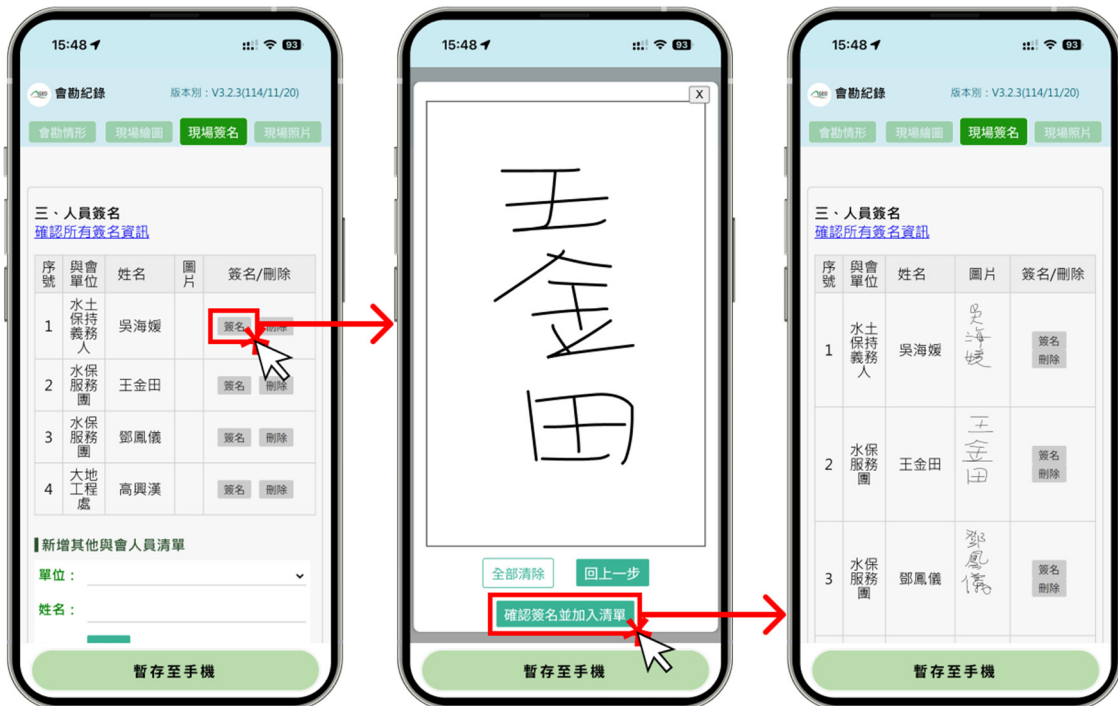 15:48
93
GEO
會勘紀錄
版本別：V3.2.3(114/11/20)
會勘情形
現場繪圖
現場簽名
現場照片
三、人員簽名
確認所有簽名資訊
序號 與會單位 姓名 圖片 簽名/刪除
1 水土保持義務人 吳海媛 簽名 刪除
2 水保服務團 王金田 簽名 刪除
3 水保服務團 鄧鳳儀 簽名 刪除
4 大地工程處 高興漢 簽名 刪除
新增其他與會人員清單
單位：
姓名：
暫存至手機
15:48
93
X
王
金
田
全部清除
回上一步
確認簽名並加入清單
暫存至手機
15:48
93
GEO
會勘紀錄
版本別：V3.2.3(114/11/20)
會勘情形
現場繪圖
現場簽名
現場照片
三、人員簽名
確認所有簽名資訊
序號 與會單位 姓名 圖片 簽名/刪除
1 水土保持義務人 吳海媛 吳海媛 簽名 刪除
2 水保服務團 王金田 王金田 簽名 刪除
3 水保服務團 鄧鳳儀 鄧鳳儀 簽名 刪除
暫存至手機